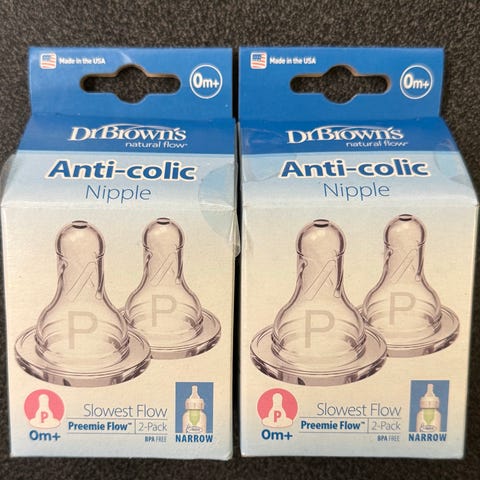 Made in the USA
0m+
DrBrown's
natural flow®
Anti-colic
Nipple
P P
Slowest Flow
P
Preemie Flow™ 2-Pack
0m+
BPA FREE
NARROW
Made in the USA
0m+
DrBrown's
natural flow®
Anti-colic
Nipple
P P
Slowest Flow
P
Preemie Flow™ 2-Pack
0m+
BPA FREE
NARROW